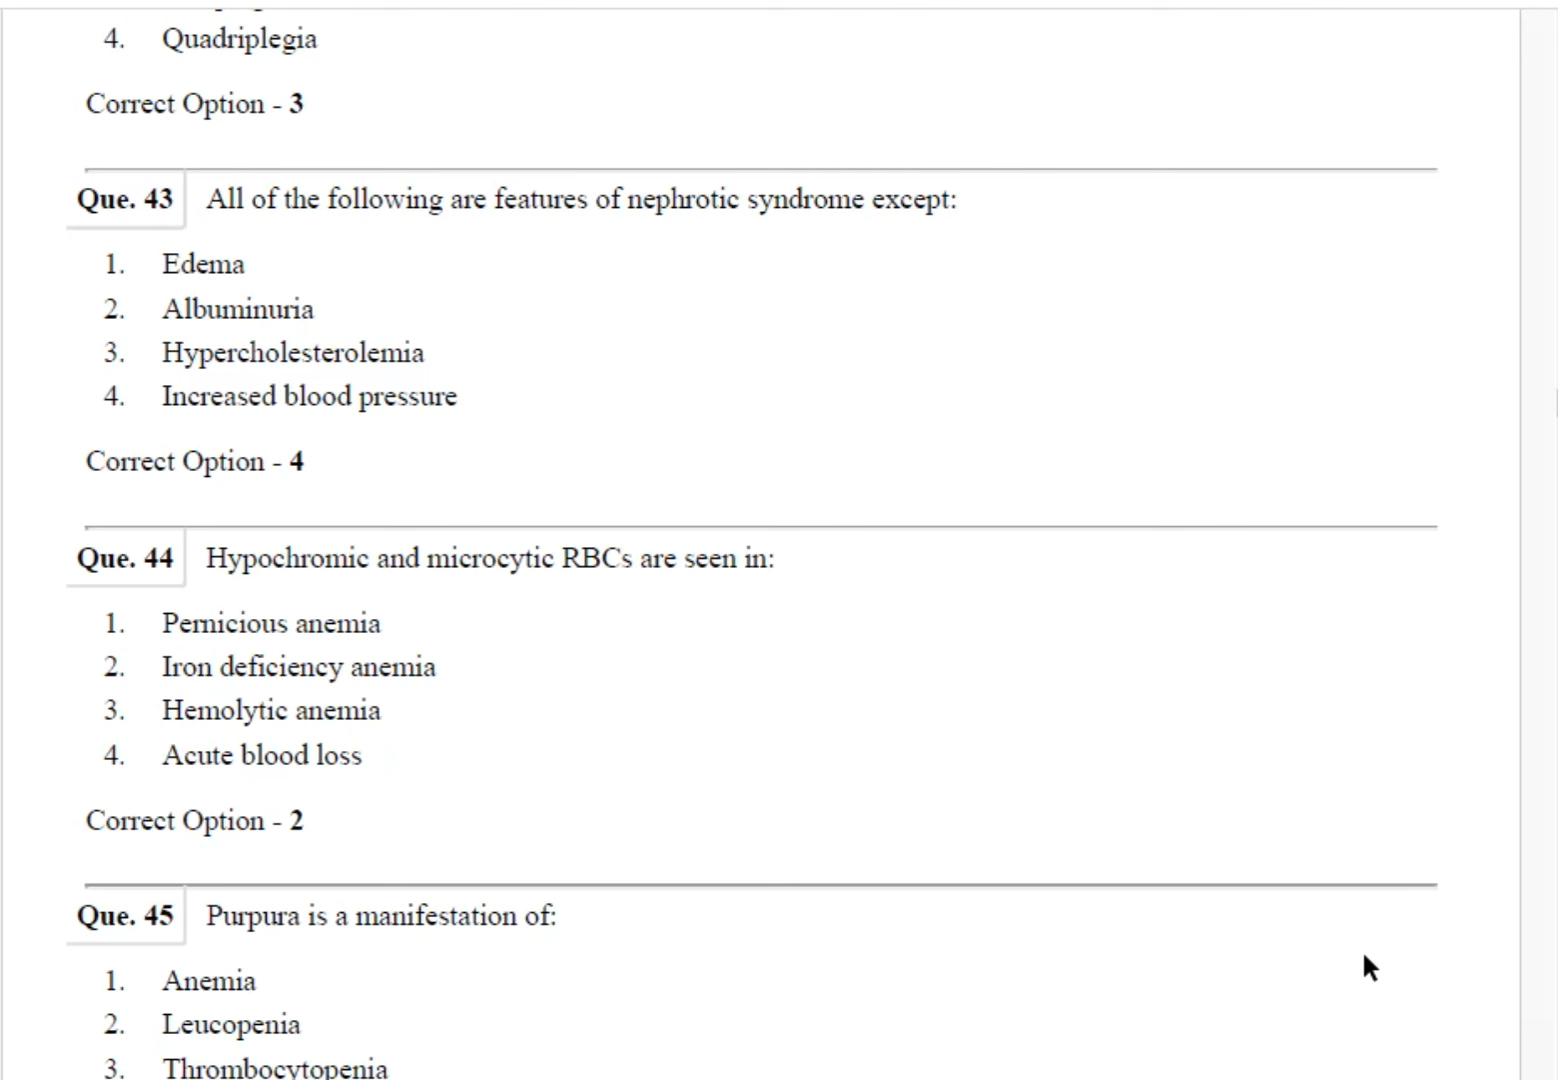 4. Quadriplegia
Correct Option - 3
Que. 43 All of the following are features of nephrotic syndrome except:
1. Edema
2. Albuminuria
3. Hypercholesterolemia
4. Increased blood pressure
Correct Option - 4
Que. 44 Hypochromic and microcytic RBCs are seen in:
1. Pernicious anemia
2. Iron deficiency anemia
3. Hemolytic anemia
4. Acute blood loss
Correct Option - 2
Que. 45 Purpura is a manifestation of:
1. Anemia
2. Leucopenia
3. Thrombocytopenia